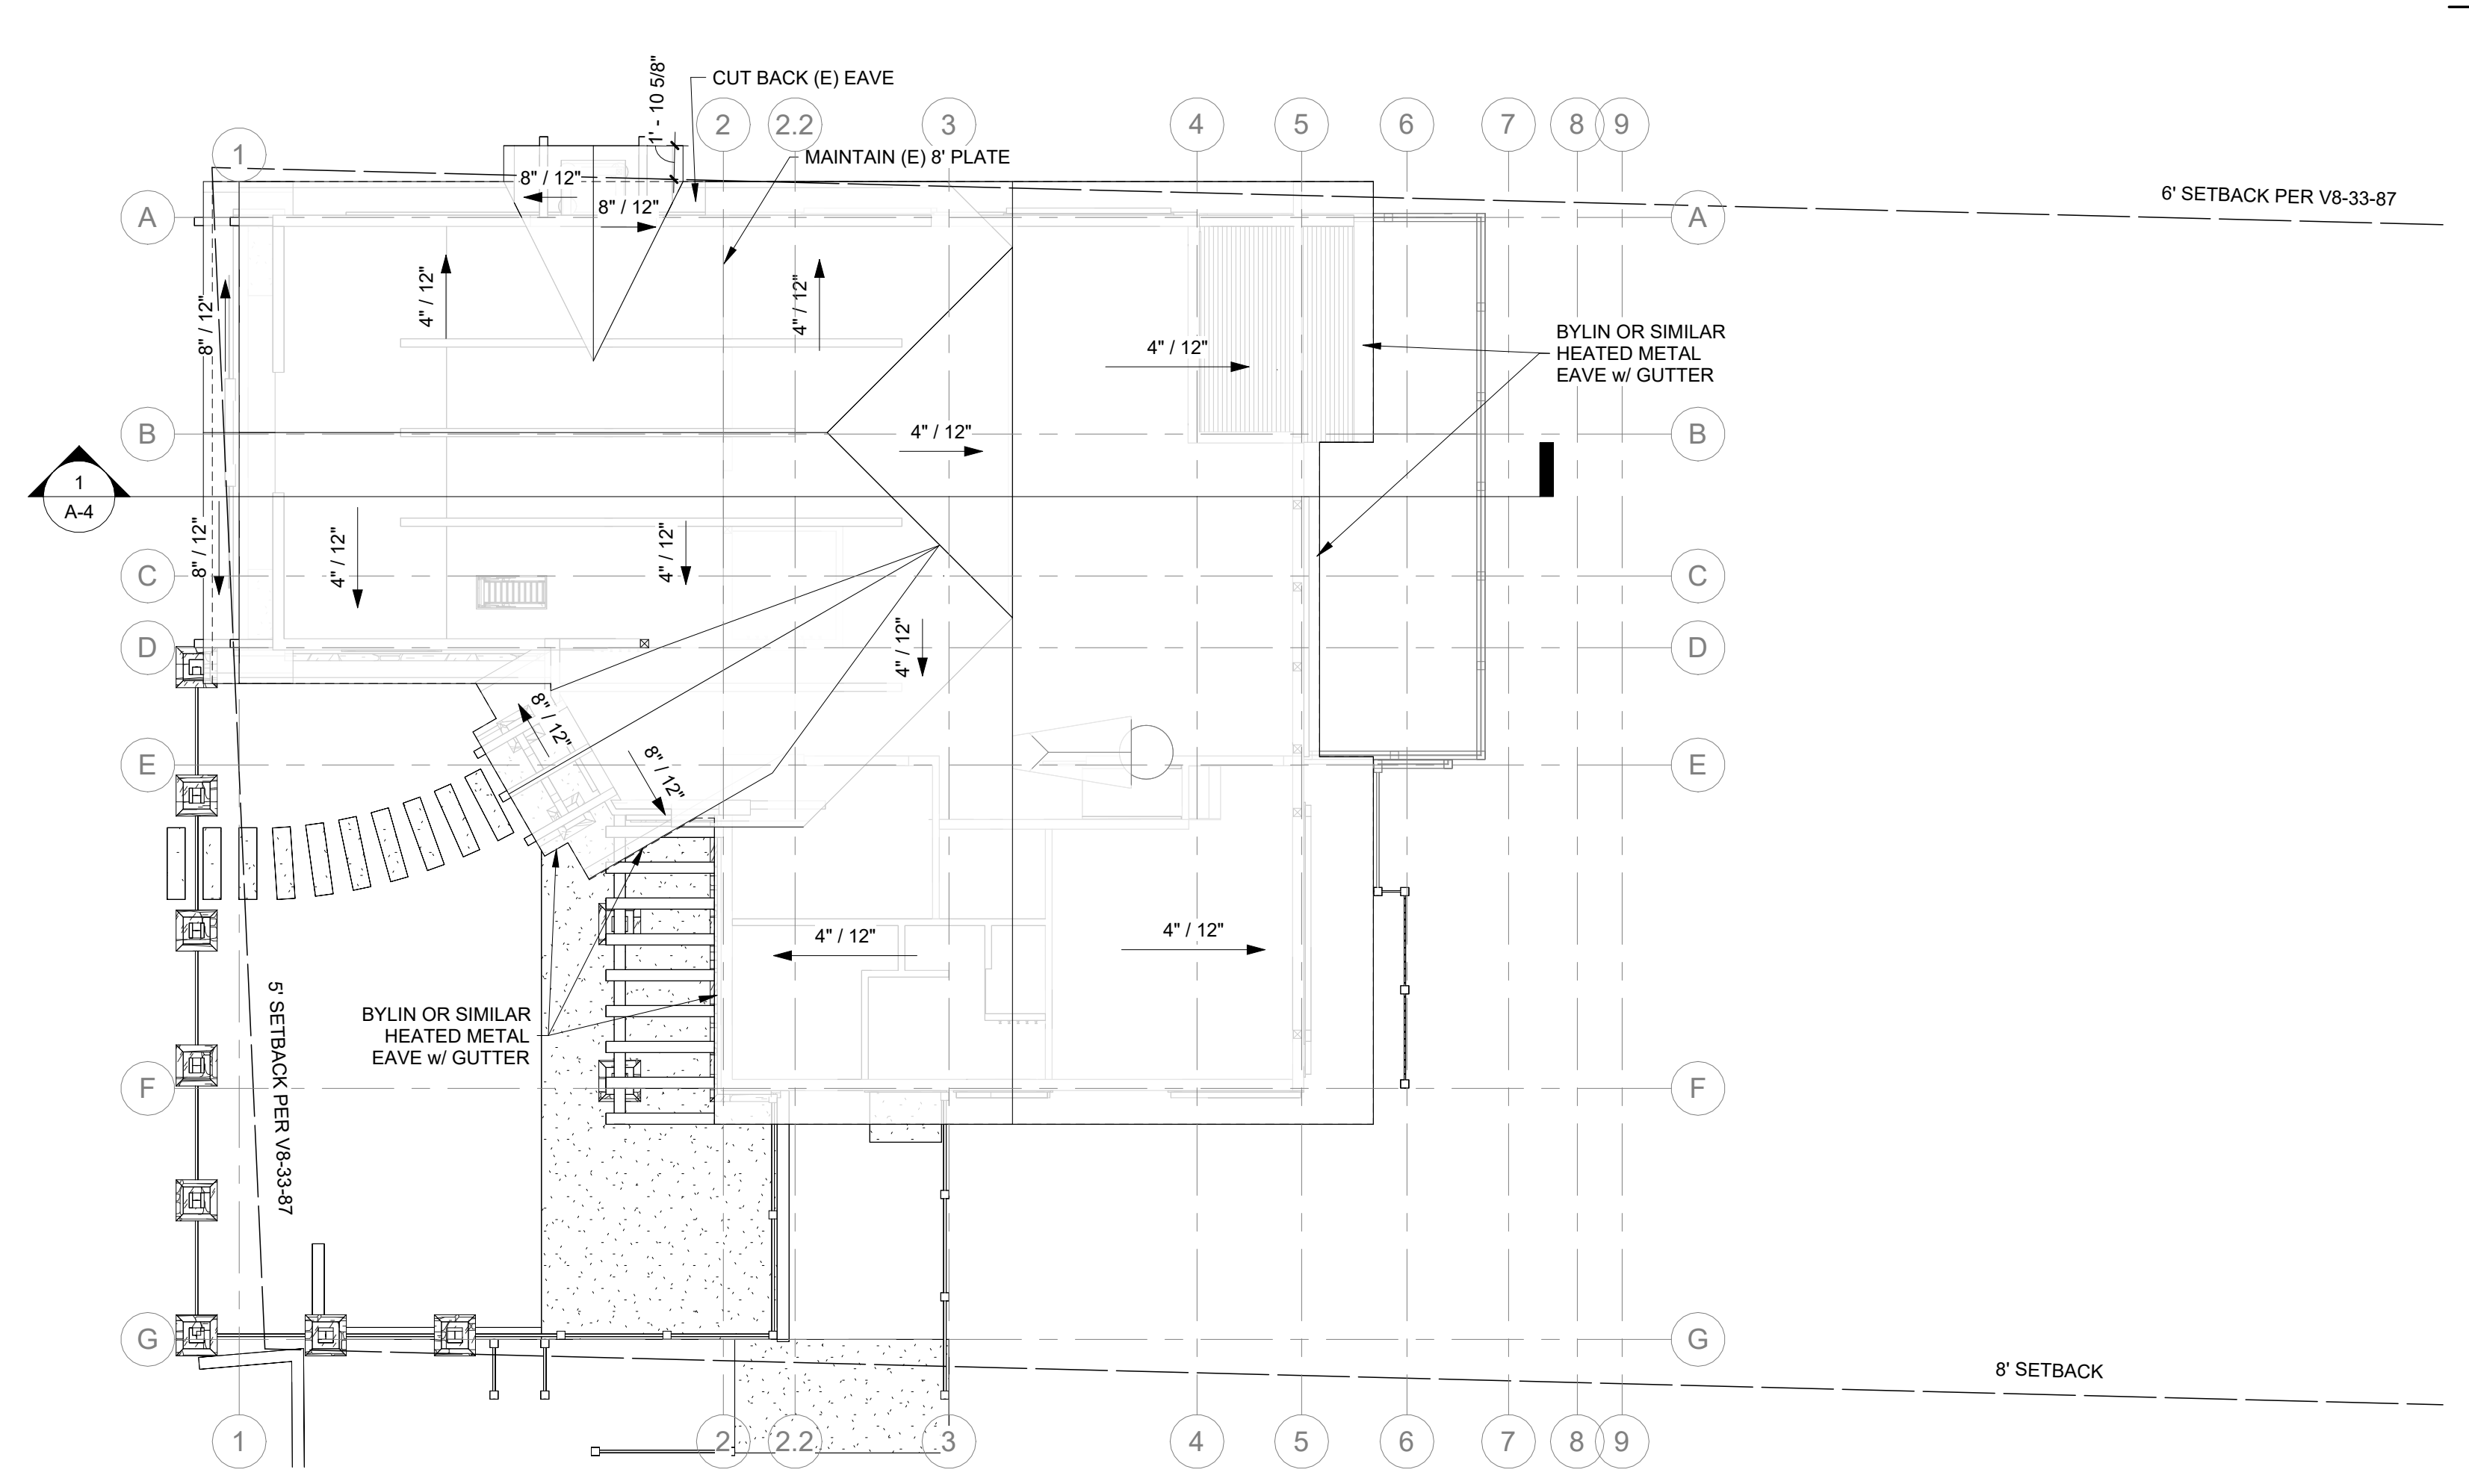 1' - 10 5/8"
CUT BACK (E) EAVE
2
2.2
3
4
5
6
7
8
9
1
MAINTAIN (E) 8' PLATE
8" / 12"
8" / 12"
6' SETBACK PER V8-33-87
A
A
4" / 12"
4" / 12"
8" / 12"
4" / 12"
BYLIN OR SIMILAR
HEATED METAL
EAVE w/ GUTTER
B
4" / 12"
B
1
A-4
8" / 12"
4" / 12"
4" / 12"
C
C
D
4" / 12"
D
8" / 12"
8" / 12"
E
E
4" / 12"
4" / 12"
5' SETBACK PER V8-33-87
BYLIN OR SIMILAR
HEATED METAL
EAVE w/ GUTTER
F
F
G
G
8' SETBACK
1
2
2.2
3
4
5
6
7
8
9